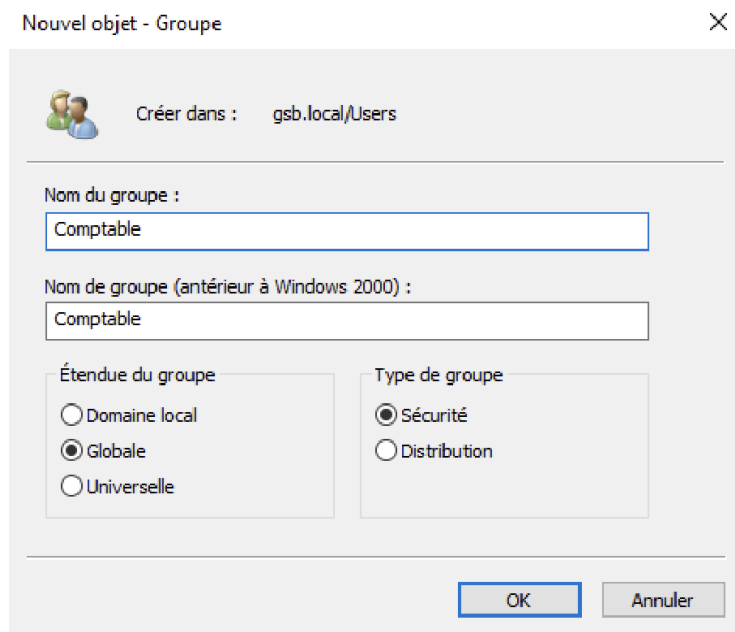 Nouvel objet - Groupe
Créer dans : gsb.local/Users
Nom du groupe :
Comptable
Nom de groupe (antérieur à Windows 2000) :
Comptable
Étendue du groupe
Domaine local
Globale
Universelle
Type de groupe
Sécurité
Distribution
OK Annuler